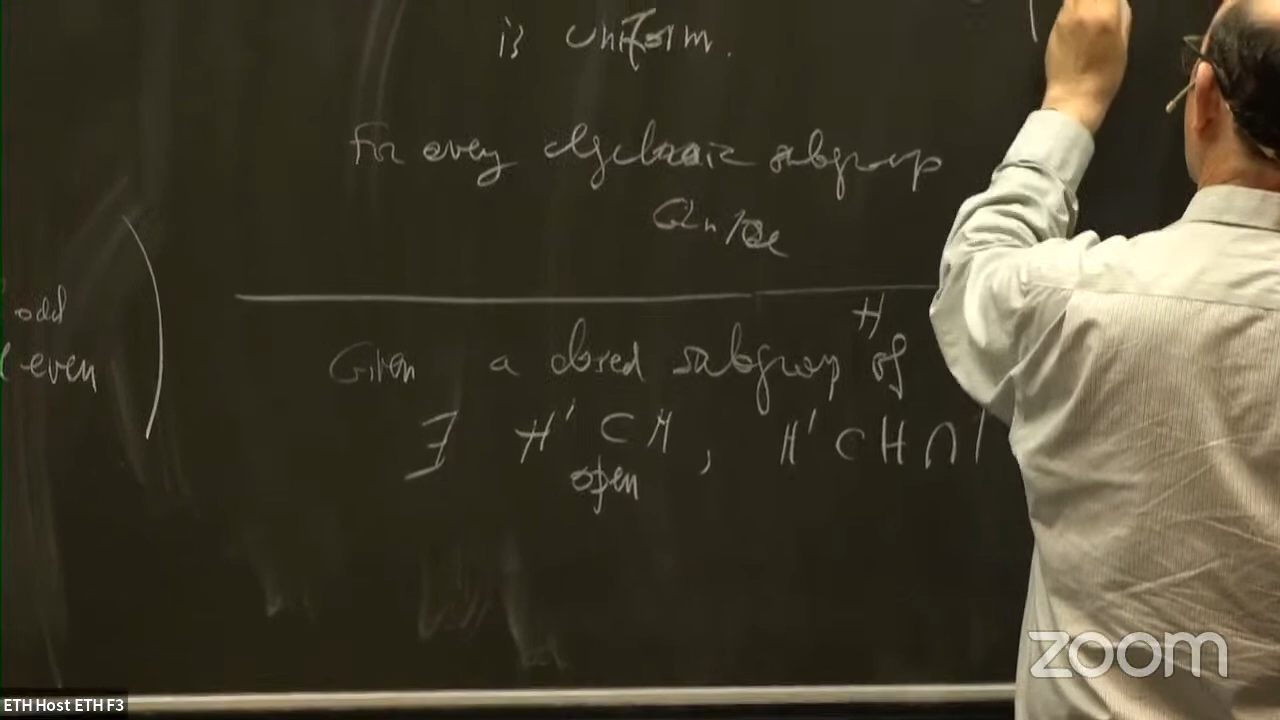 is uniform.
For every algebraic subgroup
odd
even
Given a closed subgroup H of
∃ H' ⊂ H, H' ⊂ H ∩
open
zoom
ETH Host ETH F3